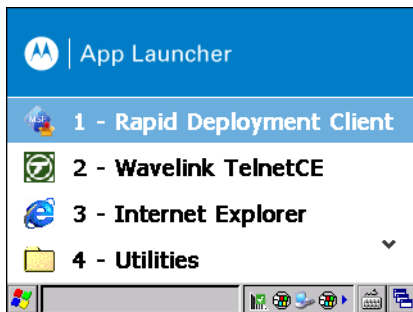 App Launcher
1 - Rapid Deployment Client
2 - Wavelink TelnetCE
3 - Internet Explorer
4 - Utilities